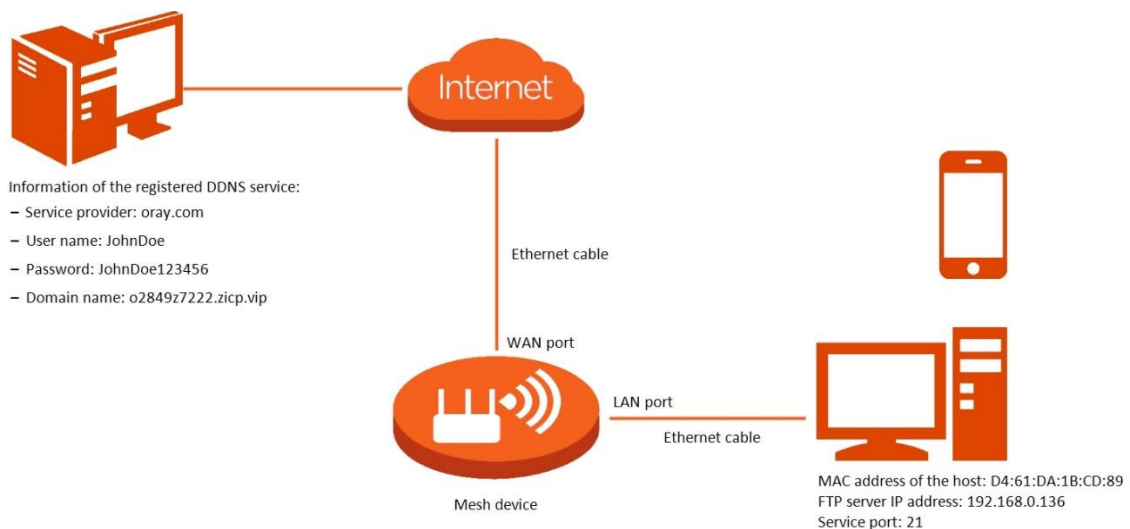 Internet
Information of the registered DDNS service:
– Service provider: oray.com
– User name: JohnDoe
– Password: JohnDoe123456
– Domain name: o2849z7222.zicp.vip
Ethernet cable
WAN port
LAN port
Ethernet cable
Mesh device
MAC address of the host: D4:61:DA:1B:CD:89
FTP server IP address: 192.168.0.136
Service port: 21